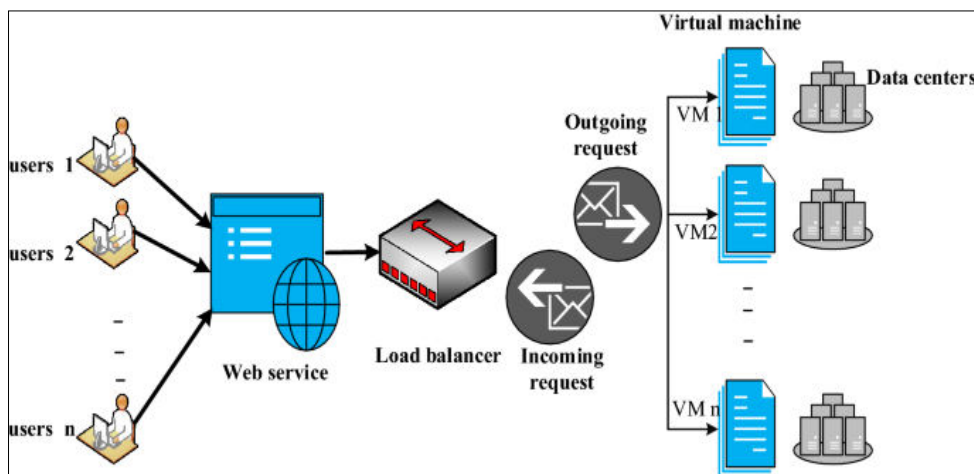 Virtual machine
Data centers
Outgoing
request
VM 1
users 1
VM2
users 2
Load balancer
Incoming
request
Web service
VM n
users n